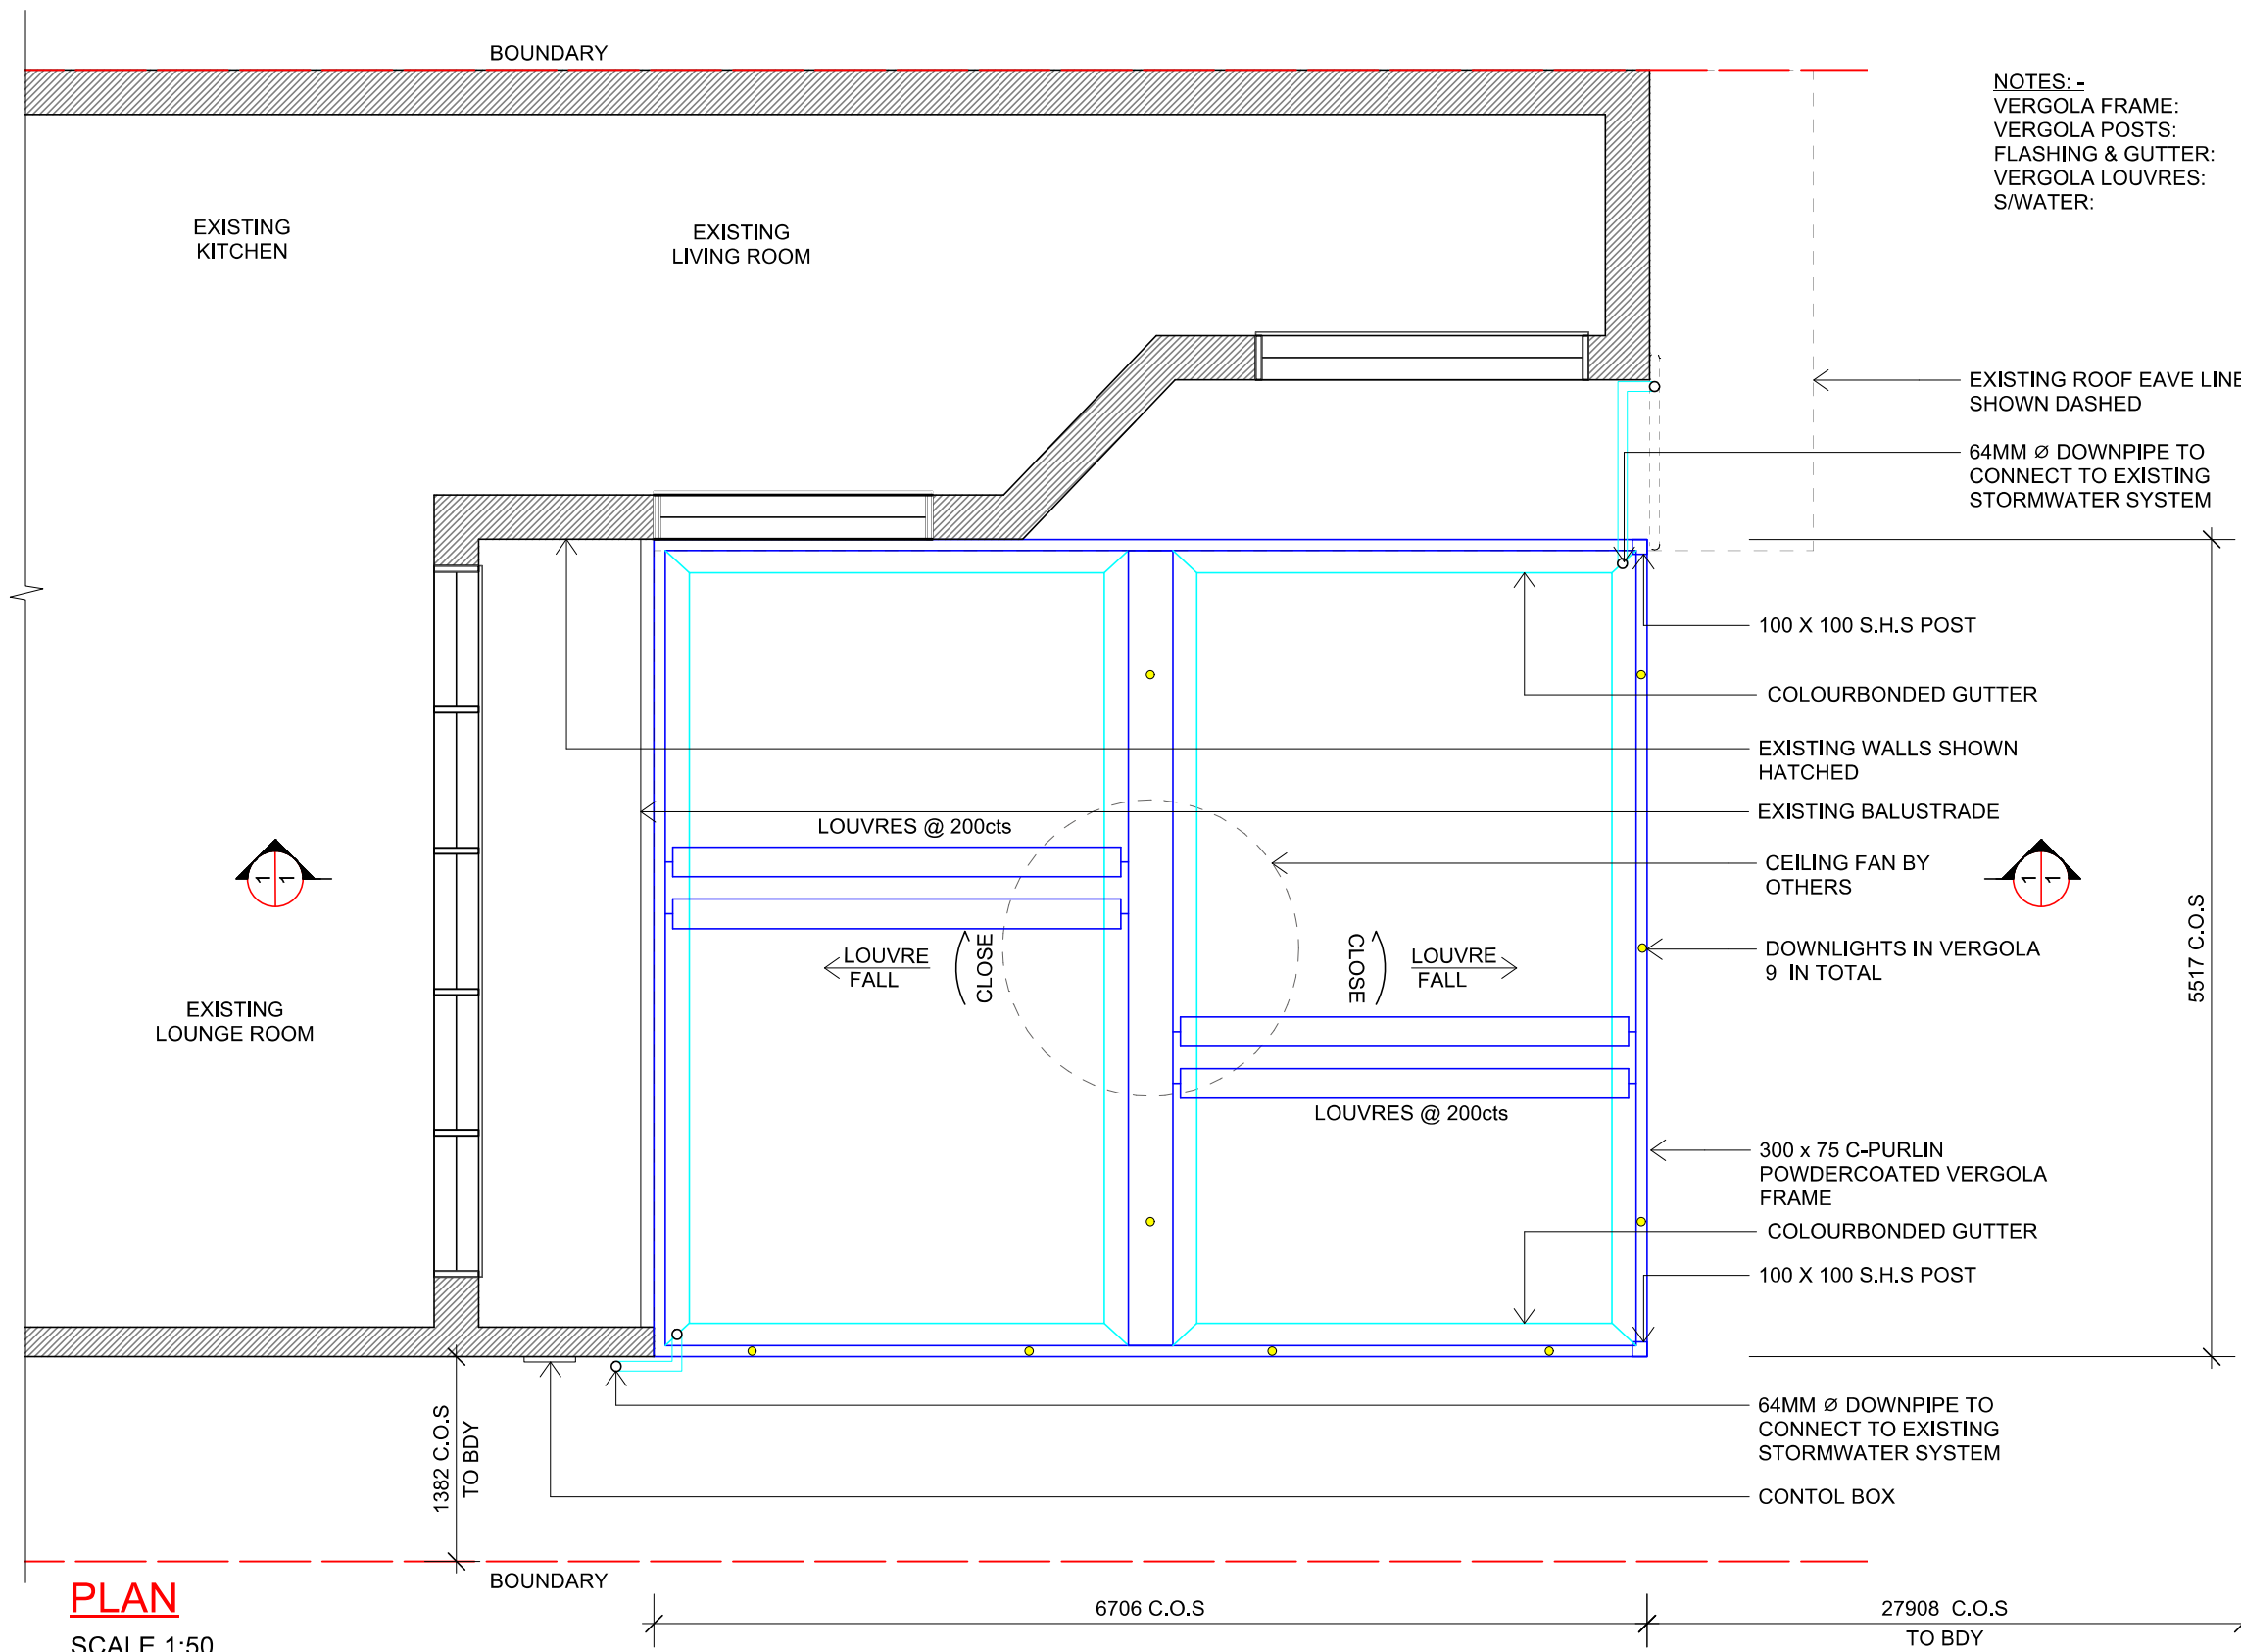 BOUNDARY
NOTES: -
VERGOLA FRAME:
VERGOLA POSTS:
FLASHING & GUTTER:
VERGOLA LOUVRES:
S/WATER:
EXISTING
KITCHEN
EXISTING
LIVING ROOM
EXISTING ROOF EAVE LINE
SHOWN DASHED
64MM Ø DOWNPIPE TO
CONNECT TO EXISTING
STORMWATER SYSTEM
100 X 100 S.H.S POST
COLOURBONDED GUTTER
EXISTING WALLS SHOWN
HATCHED
EXISTING BALUSTRADE
LOUVRES @ 200cts
CEILING FAN BY
OTHERS
1 1
1 1
5517 C.O.S
LOUVRE
FALL
CLOSE
CLOSE
LOUVRE
FALL
DOWNLIGHTS IN VERGOLA
9 IN TOTAL
EXISTING
LOUNGE ROOM
LOUVRES @ 200cts
300 x 75 C-PURLIN
POWDERCOATED VERGOLA
FRAME
COLOURBONDED GUTTER
100 X 100 S.H.S POST
64MM Ø DOWNPIPE TO
CONNECT TO EXISTING
STORMWATER SYSTEM
1382 C.O.S
TO BDY
CONTOL BOX
BOUNDARY
PLAN
SCALE 1:50
6706 C.O.S
27908 C.O.S
TO BDY